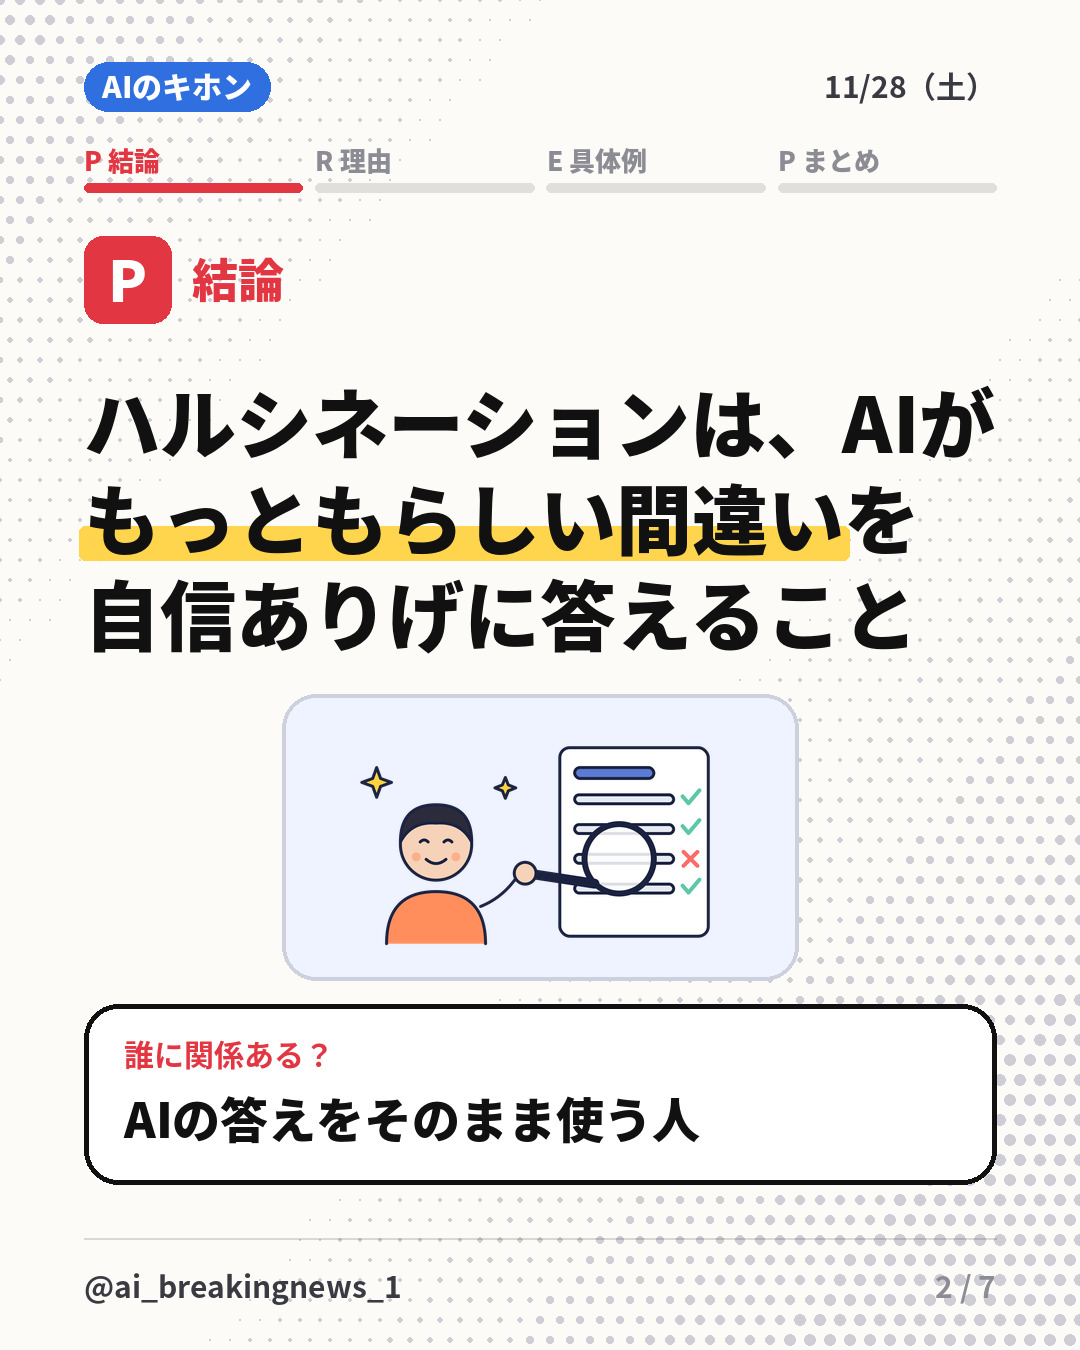 AIのキホン
11/28（土）
P 結論
R 理由
E 具体例
P まとめ
P 結論
ハルシネーションは、AIが
もっともらしい間違いを
自信ありげに答えること
誰に関係ある？
AIの答えをそのまま使う人
@ai_breakingnews_1
2 / 7